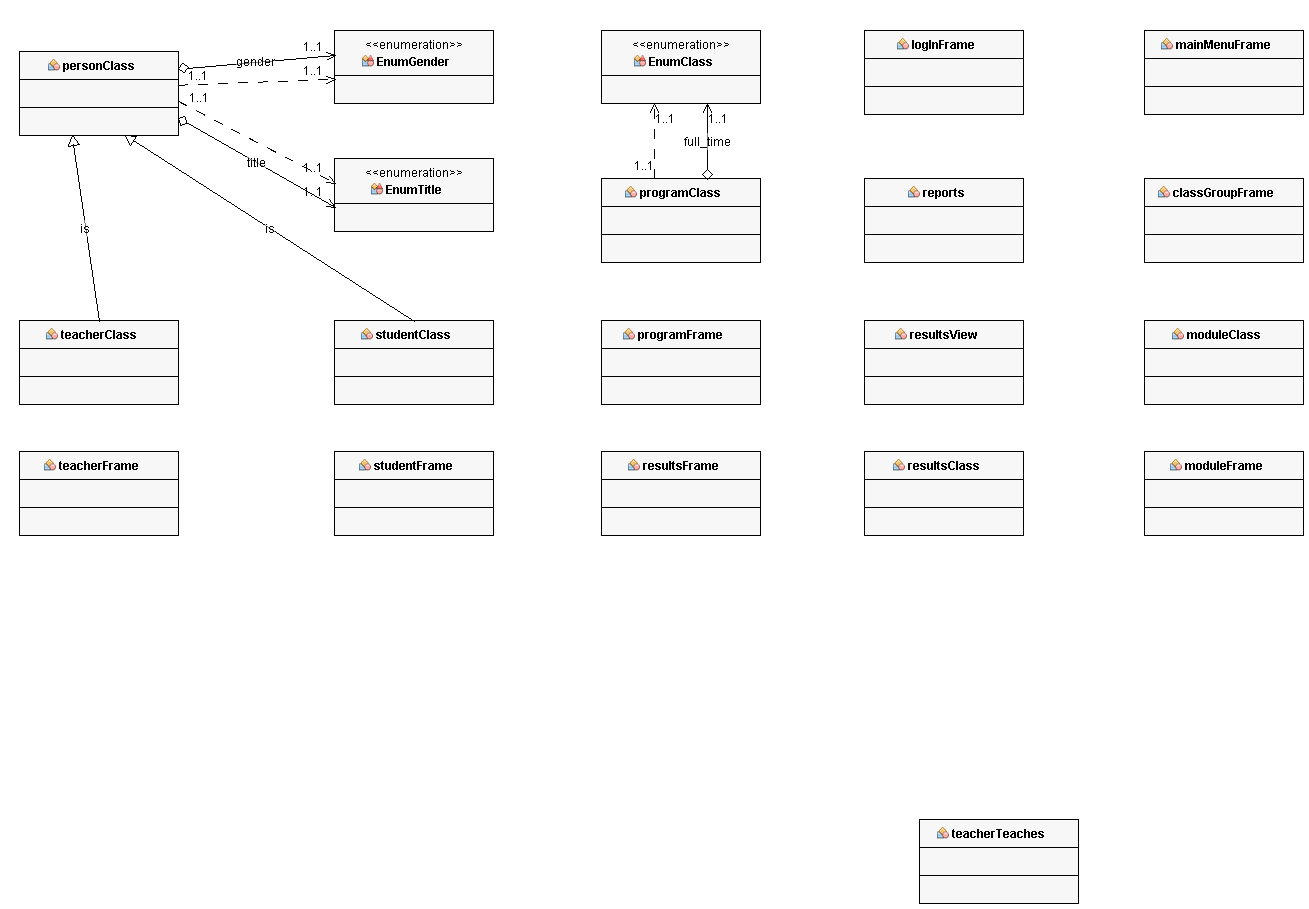 personClass
1..1
gender
1..1
1..1
1..1
<<enumeration>>
EnumGender
<<enumeration>>
EnumClass
logInFrame
mainMenuFrame
title
1..1
1..1
<<enumeration>>
EnumTitle
1..1
1..1
full_time
1..1
programClass
reports
classGroupFrame
is
is
teacherClass
studentClass
programFrame
resultsView
moduleClass
teacherFrame
studentFrame
resultsFrame
resultsClass
moduleFrame
teacherTeaches